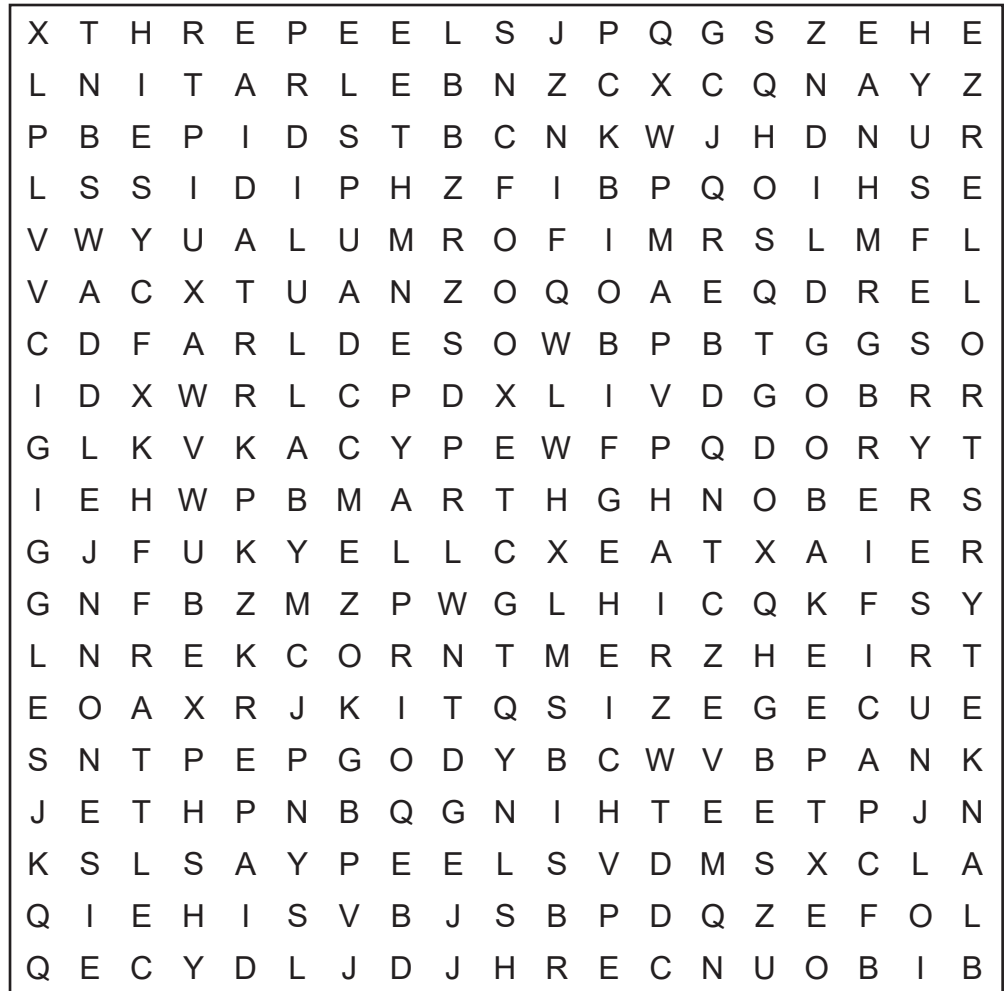 X T H R E P E E L S J P Q G S Z E H E
L N I T A R L E B N Z C X C Q N A Y Z
P B E P I D S T B C N K W J H D N U R
L S S I D I P H Z F I B P Q O I H S E
V W Y U A L U M R O F I M R S L M F L
V A C X T U A N Z O Q O A E Q D R E L
C D F A R L D E S O W B P B T G G S O
I D X W R L C P D X L I V D G O B R R
G L K V K A C Y P E W F P Q D O R Y T
I E H W P B M A R T H G H N O B E R S
G J F U K Y E L L C X E A T X A I E R
G N F B Z M Z P W G L H I C Q K F S Y
L N R E K C O R N T M E R Z H E I R T
E O A X R J K I T Q S I Z E G E C U E
S N T P E P G O D Y B C W V B P A N K
J E T H P N B Q G N I H T E E T P J N
K S L S A Y P E E L S V D M S X C L A
Q I E H I S V B J S B P D Q Z E F O L
Q E C Y D L J D J H R E C N U O B I B